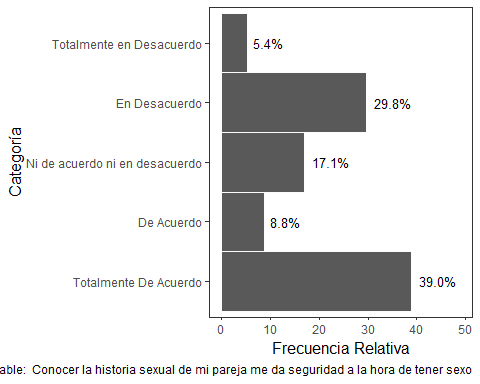 Totalmente en Desacuerdo 5.4%
En Desacuerdo 29.8%
Ni de acuerdo ni en desacuerdo 17.1%
De Acuerdo 8.8%
Totalmente De Acuerdo 39.0%
Categoría
0 10 20 30 40 50
Frecuencia Relativa
able: Conocer la historia sexual de mi pareja me da seguridad a la hora de tener sexo